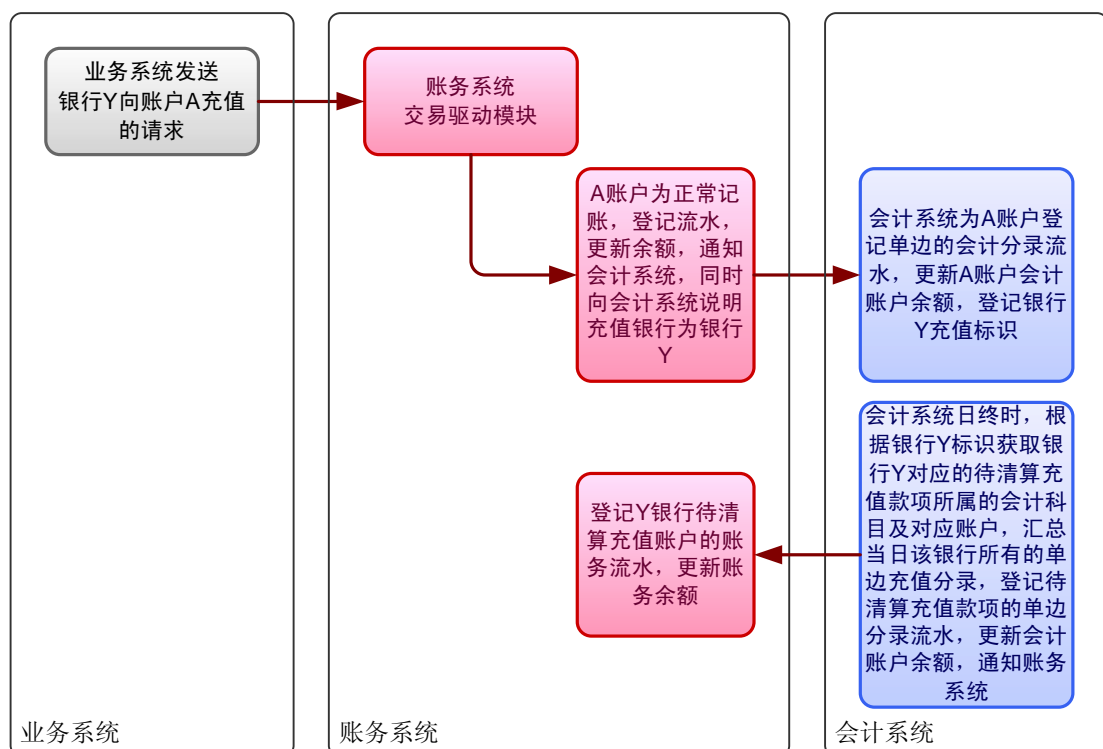 业务系统发送
银行Y向账户A充值
的请求
账务系统
交易驱动模块
A账户为正常记
账，登记流水，
更新余额，通知
会计系统，同时
向会计系统说明
充值银行为银行
Y
会计系统为A账户登
记单边的会计分录流
水，更新A账户会计
账户余额，登记银行
Y充值标识
会计系统日终时，根
据银行Y标识获取银
行Y对应的待清算充
值款项所属的会计科
目及对应账户，汇总
当日该银行所有的单
边充值分录，登记待
清算充值款项的单边
分录流水，更新会计
账户余额，通知账务
系统
登记Y银行待清
算充值账户的账
务流水，更新账
务余额
业务系统
账务系统
会计系统